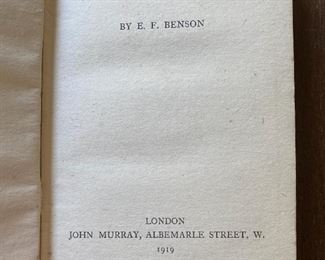 BY E. F. BENSON
LONDON
JOHN MURRAY, ALBEMARLE STREET, W.
1919